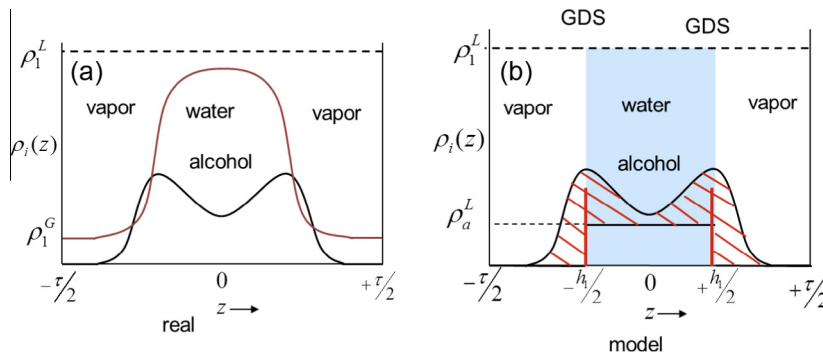 (a)
ρ₁ᴸ
vapor
water
vapor
ρᵢ(z)
alcohol
ρ₁ᴳ
−τ/2
0
+τ/2
z→
real
GDS
GDS
(b)
ρ₁ᴸ
vapor
water
vapor
ρᵢ(z)
alcohol
ρₐᴸ
−τ/2
−h₁/2
0
+h₁/2
+τ/2
z→
model